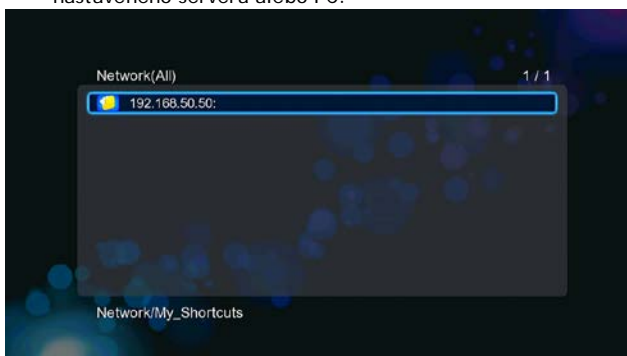 nastaveného servera alebo PC.
Network(All) 1 / 1
192.168.50.50:
Network/My_Shortcuts